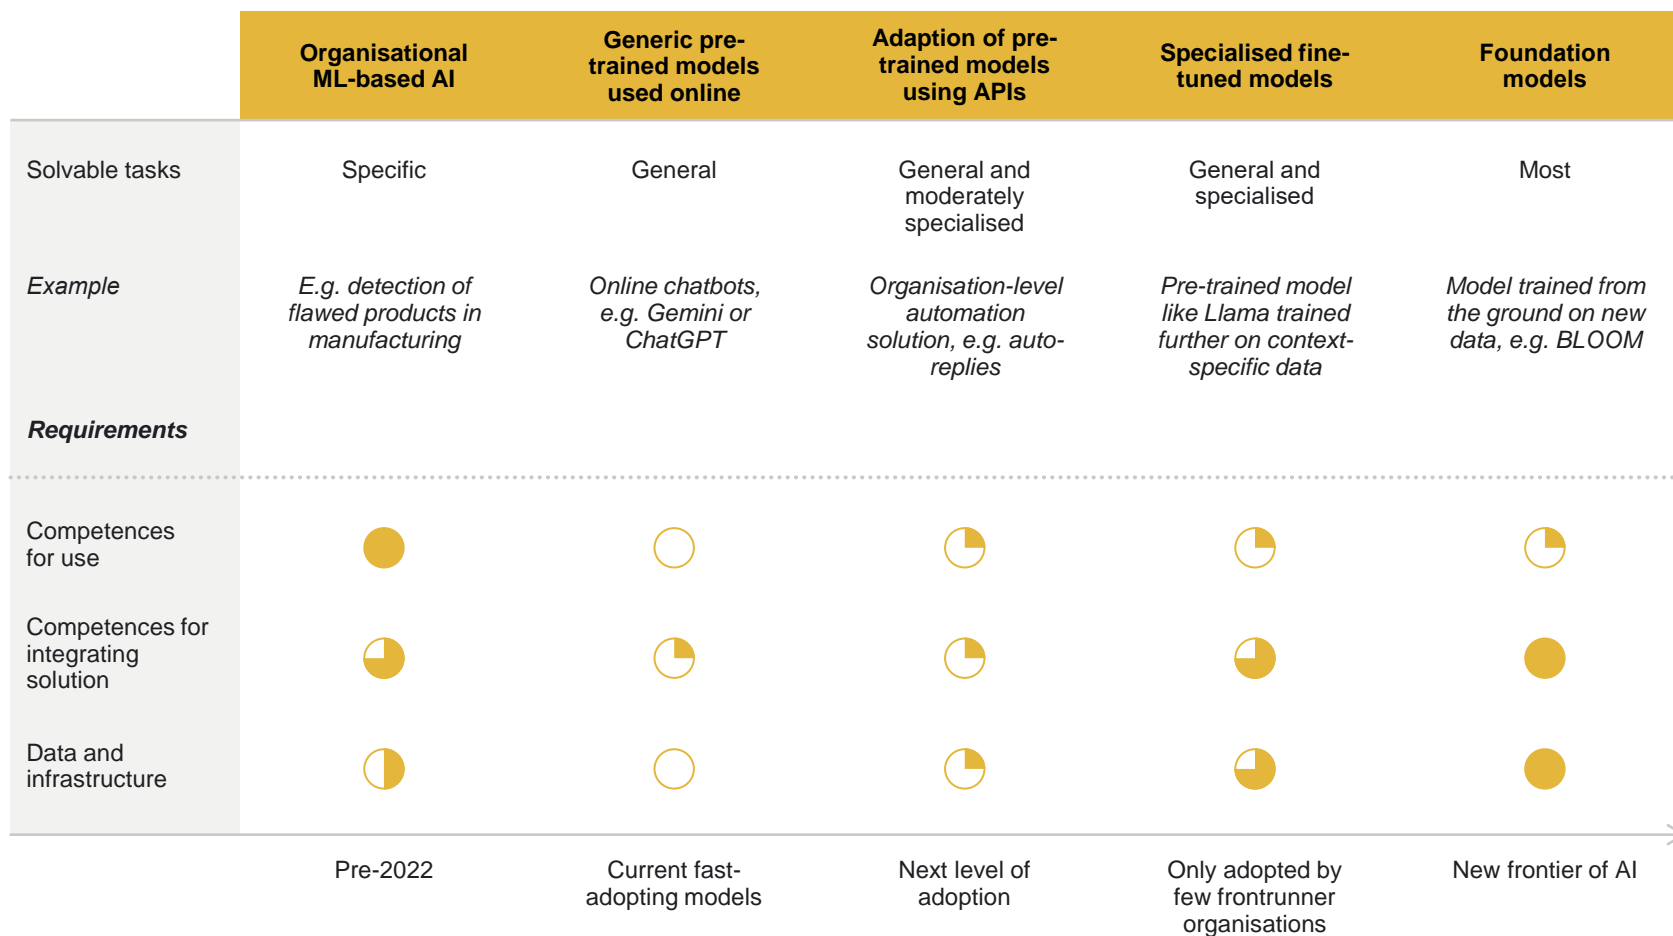 Organisational
ML-based AI
Generic pre-
trained models
used online
Adaption of pre-
trained models
using APIs
Specialised fine-
tuned models
Foundation
models
Solvable tasks
Specific
General
General and
moderately
specialised
General and
specialised
Most
Example
E.g. detection of
flawed products in
manufacturing
Online chatbots,
e.g. Gemini or
ChatGPT
Organisation-level
automation
solution, e.g. auto-
replies
Pre-trained model
like Llama trained
further on context-
specific data
Model trained from
the ground on new
data, e.g. BLOOM
Requirements
Competences
for use
Competences for
integrating
solution
Data and
infrastructure
Pre-2022
Current fast-
adopting models
Next level of
adoption
Only adopted by
few frontrunner
organisations
New frontier of AI